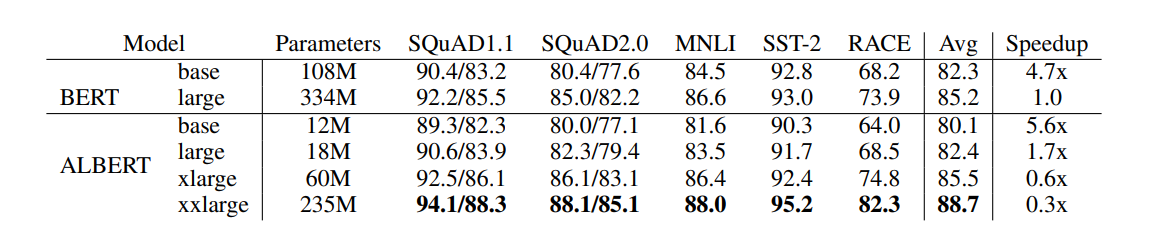 Model Parameters SQuAD1.1 SQuAD2.0 MNLI SST-2 RACE Avg Speedup
base 108M 90.4/83.2 80.4/77.6 84.5 92.8 68.2 82.3 4.7x
BERT large 334M 92.2/85.5 85.0/82.2 86.6 93.0 73.9 85.2 1.0
base 12M 89.3/82.3 80.0/77.1 81.6 90.3 64.0 80.1 5.6x
ALBERT large 18M 90.6/83.9 82.3/79.4 83.5 91.7 68.5 82.4 1.7x
xlarge 60M 92.5/86.1 86.1/83.1 86.4 92.4 74.8 85.5 0.6x
xxlarge 235M 94.1/88.3 88.1/85.1 88.0 95.2 82.3 88.7 0.3x